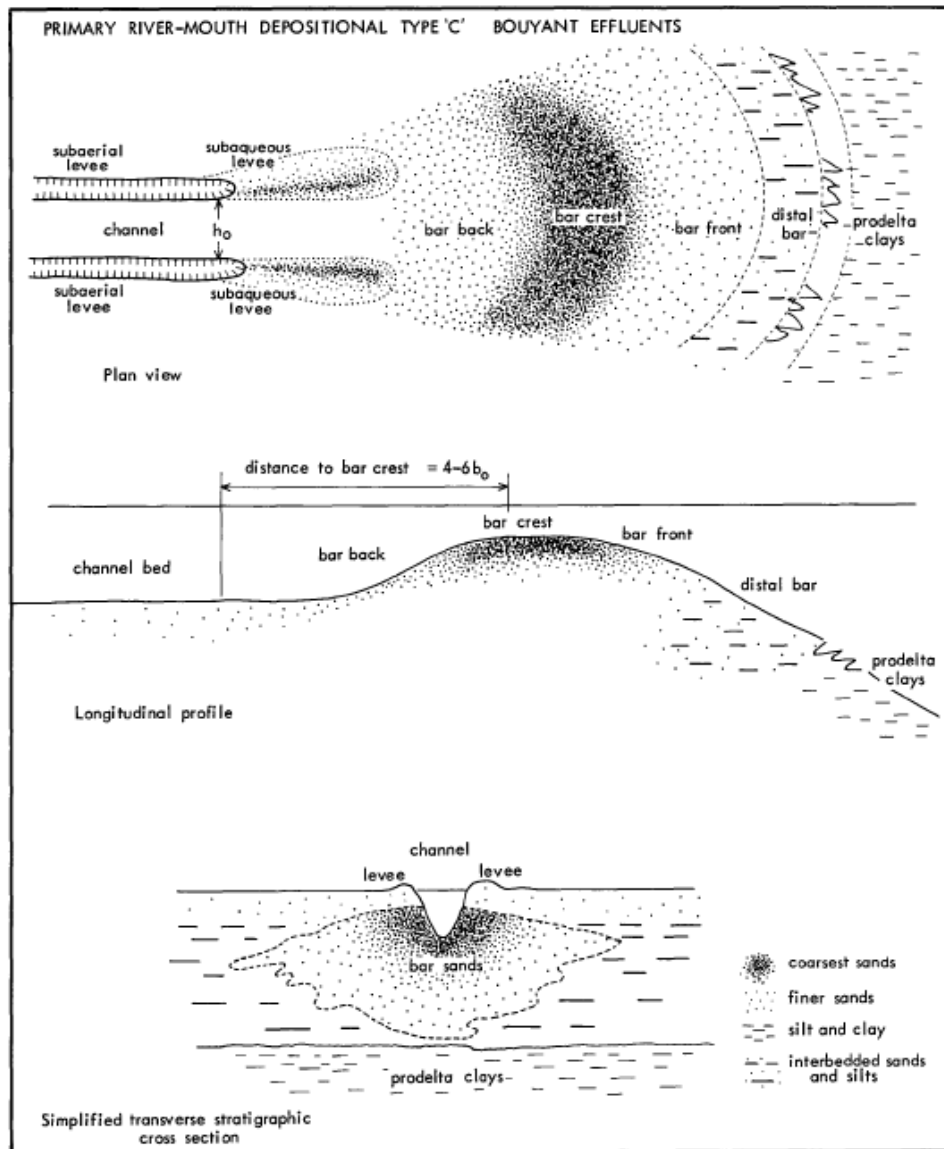 PRIMARY RIVER-MOUTH DEPOSITIONAL TYPE 'C' BOUYANT EFFLUENTS
subaerial
levee
subaqueous
levee
channel
h₀
bar back
bar crest
bar front
distal
bar
prodelta
clays
subaerial
levee
subaqueous
levee
Plan view
distance to bar crest = 4-6b₀
bar crest
bar back
bar front
channel bed
distal bar
prodelta
clays
Longitudinal profile
channel
levee
levee
bar sands
coarsest sands
finer sands
silt and clay
interbedded sands
and silts
prodelta clays
Simplified transverse stratigraphic
cross section